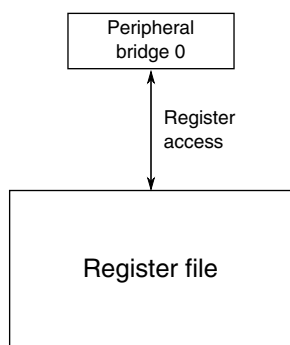 Peripheral
bridge 0
Register
access
Register file